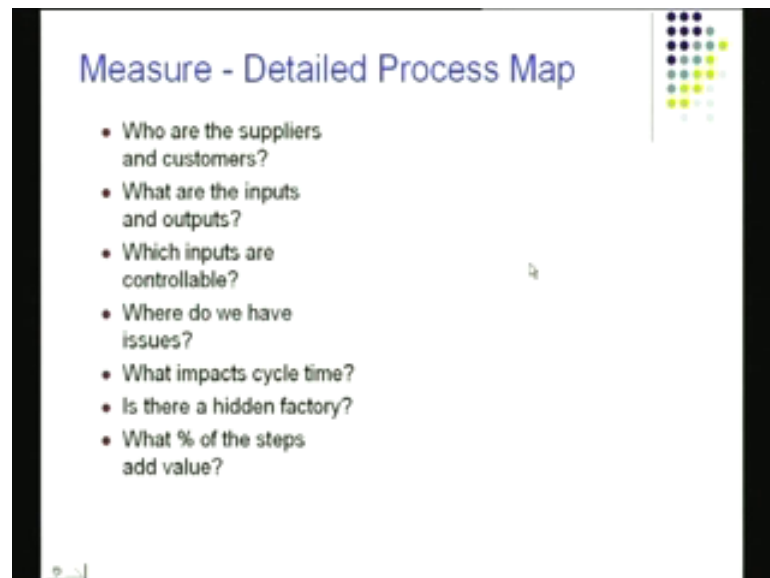 Measure - Detailed Process Map
Who are the suppliers
and customers?
What are the inputs
and outputs?
Which inputs are
controllable?
Where do we have
issues?
What impacts cycle time?
Is there a hidden factory?
What % of the steps
add value?